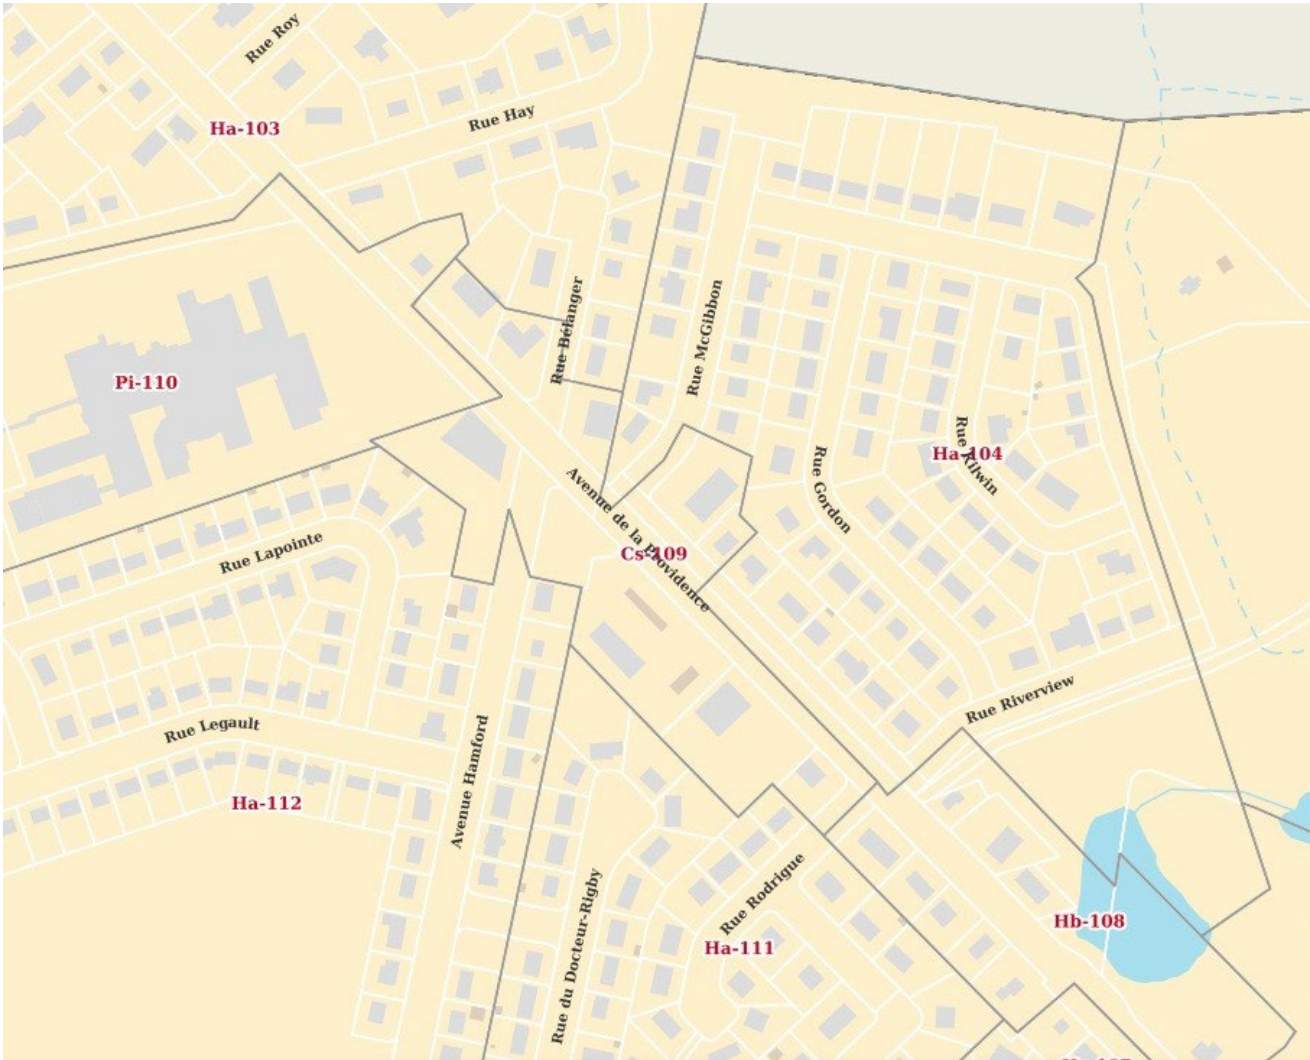 Rue Roy
Rue Hay
Ha-103
Rue Bélanger
Rue McGibbon
Pi-110
Rue Kilwin
Ha-104
Rue Gordon
Avenue de la Providence
Cs-109
Rue Lapointe
Rue Riverview
Rue Legault
Avenue Hamford
Ha-112
Rue Rodrigue
Rue du Docteur-Rigby
Hb-108
Ha-111